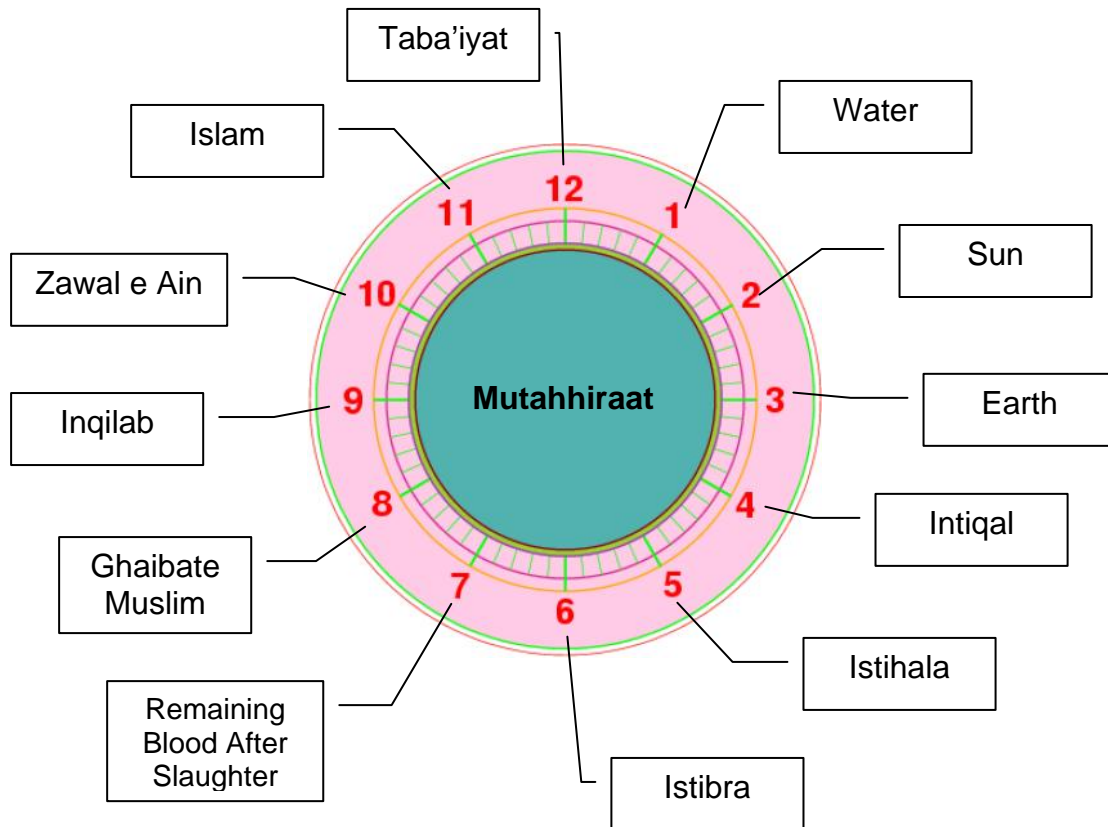 Taba’iyat
Water
Islam
12
11
1
Sun
Zawal e Ain
10
2
Mutahhiraat
9
3
Earth
Inqilab
8
4
Intiqal
Ghaibate
Muslim
7
5
6
Istihala
Remaining
Blood After
Slaughter
Istibra